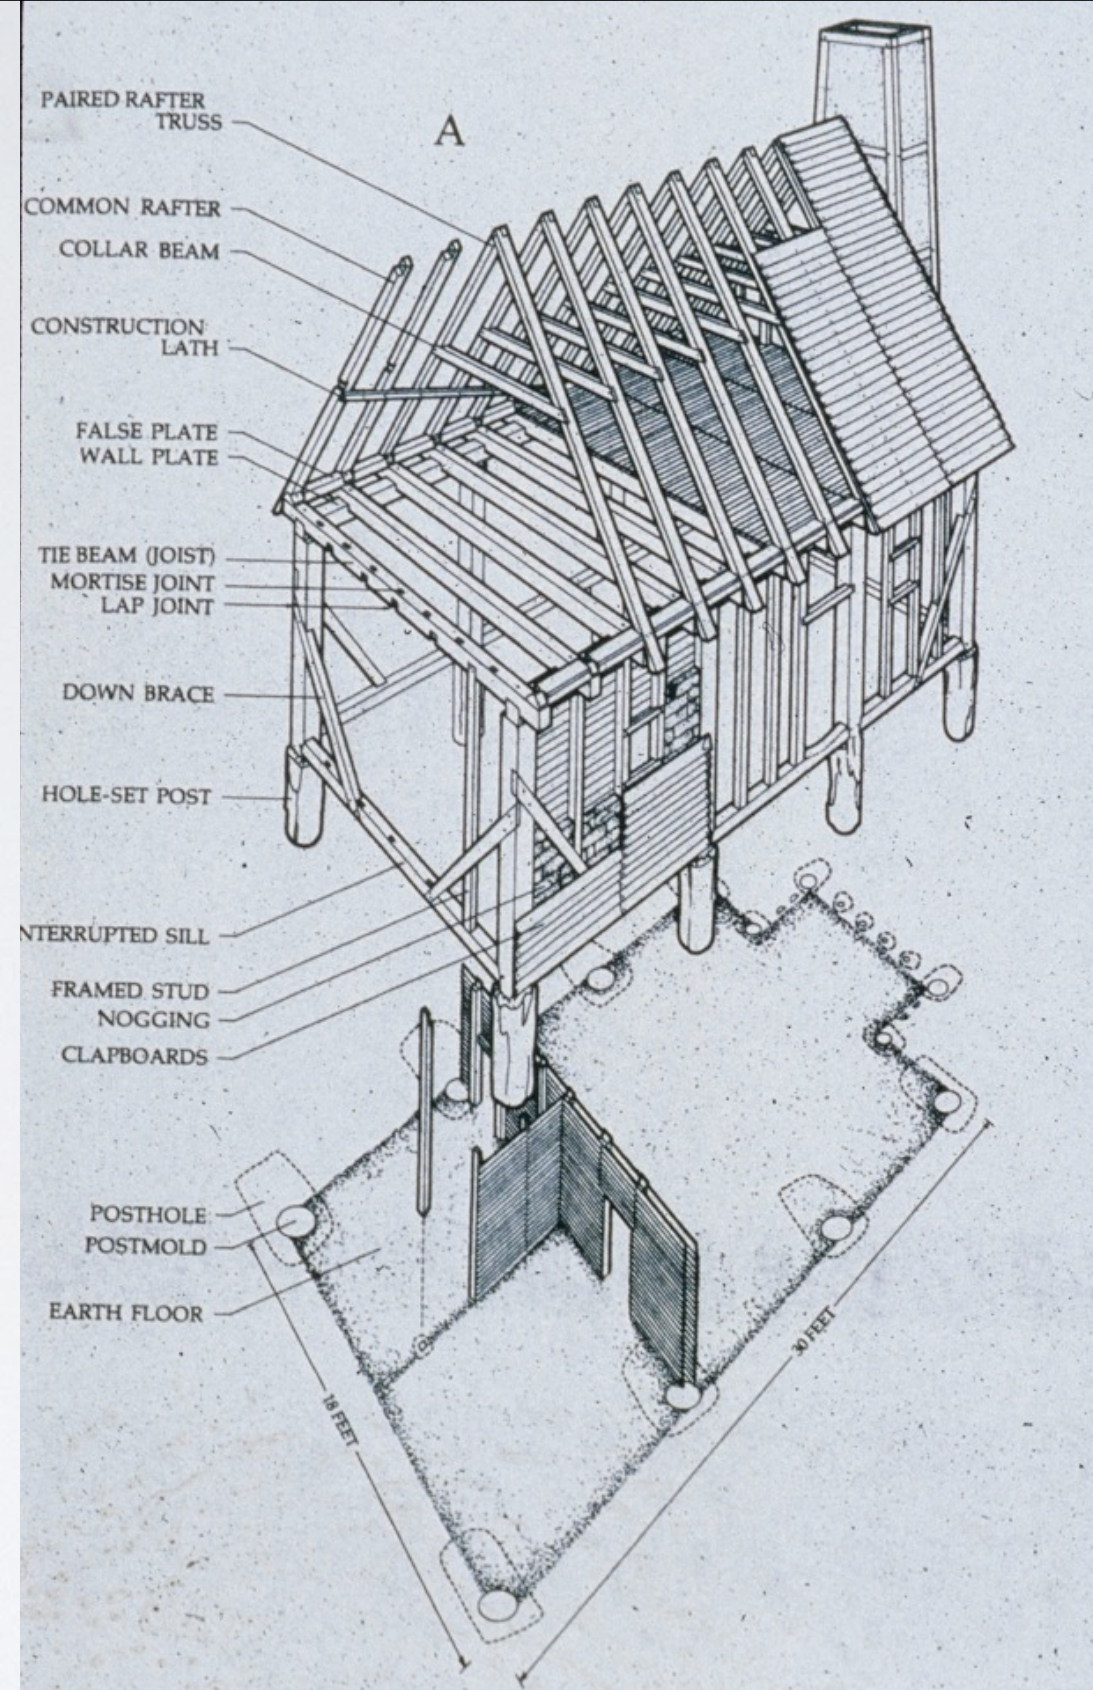 PAIRED RAFTER
TRUSS
A
COMMON RAFTER
COLLAR BEAM
CONSTRUCTION
LATH
FALSE PLATE
WALL PLATE
TIE BEAM (JOIST)
MORTISE JOINT
LAP JOINT
DOWN BRACE
HOLE-SET POST
NTERRUPTED SILL
FRAMED STUD
NOGGING
CLAPBOARDS
POSTHOLE
POSTMOLD
EARTH FLOOR
18 FEET
30 FEET